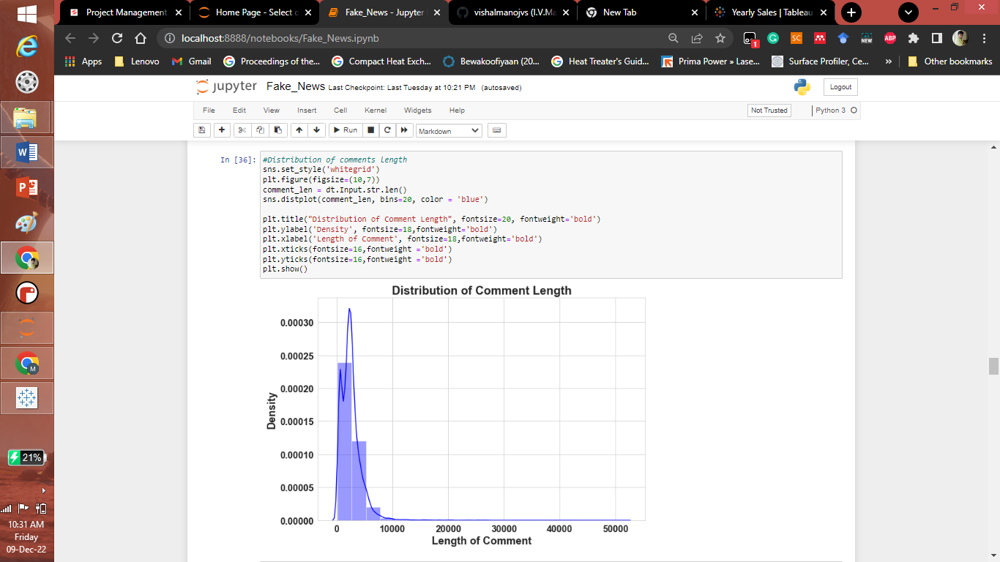 Project Management
Home Page - Select o
Fake_News - Jupyter
vishalmanojvs (I.V.Ma
New Tab
Yearly Sales | Tableau
localhost:8888/notebooks/Fake_News.ipynb
1
SC
NEW
ABP
Apps
Lenovo
Gmail
Proceedings of the...
Compact Heat Exch...
Bewakoofiyaan (20...
Heat Treater's Guid...
Prima Power » Lase...
Surface Profiler, Ce...
»
Other bookmarks
jupyter Fake_News Last Checkpoint: Last Tuesday at 10:21 PM (autosaved)
Logout
File Edit View Insert Cell Kernel Widgets Help
Not Trusted
Python 3
Run
Markdown
In [36]:
#Distribution of comments length
sns.set_style('whitegrid')
plt.figure(figsize=(10,7))
comment_len = dt.Input.str.len()
sns.distplot(comment_len, bins=20, color = 'blue')
plt.title("Distribution of Comment Length", fontsize=20, fontweight='bold')
plt.ylabel('Density', fontsize=18,fontweight='bold')
plt.xlabel('Length of Comment', fontsize=18,fontweight='bold')
plt.xticks(fontsize=16,fontweight ='bold')
plt.yticks(fontsize=16,fontweight ='bold')
plt.show()
Distribution of Comment Length
0.00030
0.00025
0.00020
0.00015
0.00010
0.00005
0.00000
Density
0 10000 20000 30000 40000 50000
Length of Comment
21%
10:31 AM
Friday
09-Dec-22